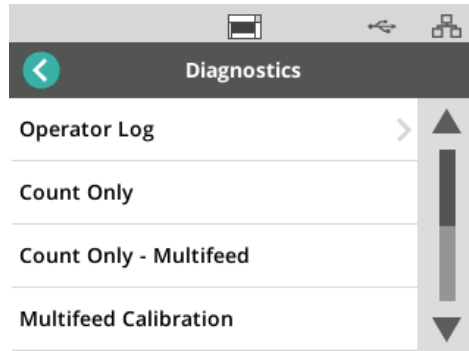 Diagnostics
Operator Log
Count Only
Count Only - Multifeed
Multifeed Calibration